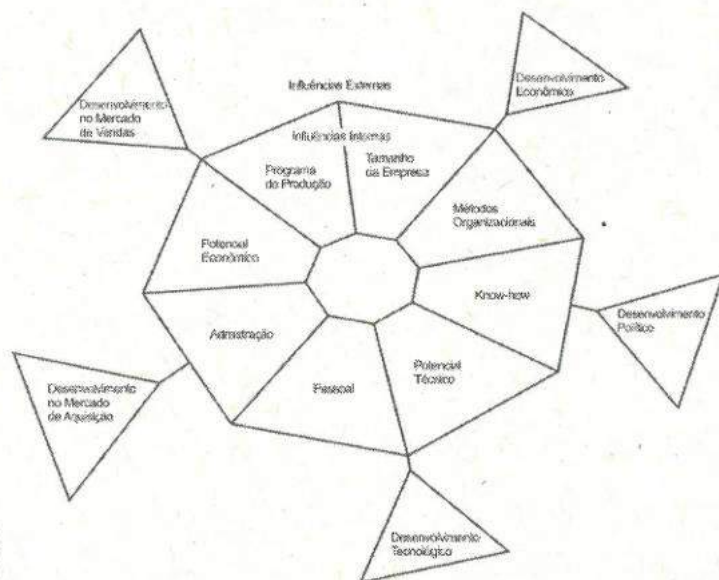 Influências Externas
Desenvolvimento
no Mercado
de Vendas
Desenvolvimento
Econômico
Influências Internas
Programa
de Produção
Tamanho
da Empresa
Métodos
Organizacionais
Potencial
Econômico
Know-how
Desenvolvimento
Político
Admistração
Potencial
Técnico
Pessoal
Desenvolvimento
no Mercado
de Aquisição
Desenvolvimento
Tecnológico